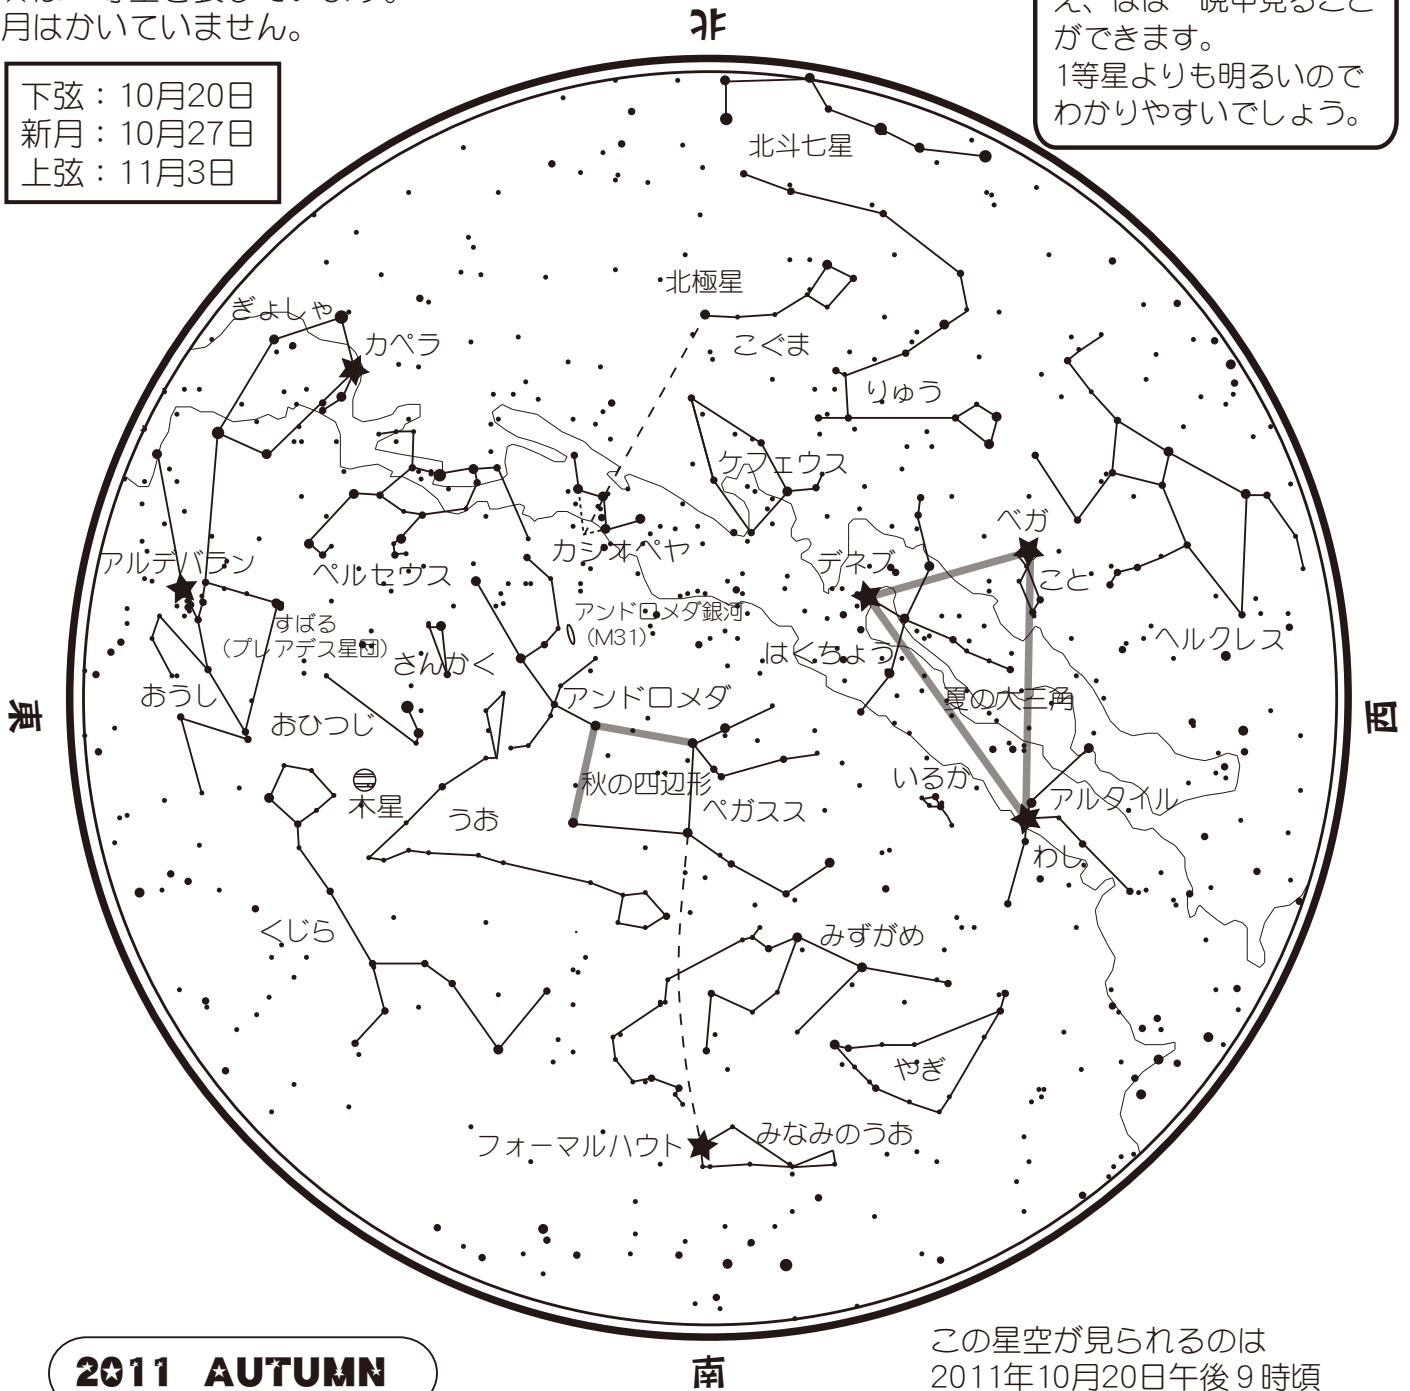 月はかいていません。
下弦：10月20日
新月：10月27日
上弦：11月3日
ができます。
1等星よりも明るいので
わかりやすいでしょう。
北
北斗七星
北極星
こぐま
ぎょしゃ
カペラ
りゅう
ケフェウス
カシオペヤ
ベガ
こと
デネブ
アルデバラン
ペルセウス
すばる
（プレアデス星団）
さんかく
アンドロメダ銀河
（M31）
はくちょう
ヘルクレス
おうし
おひつじ
アンドロメダ
夏の大三角
東
西
木星
うお
秋の四辺形
ペガスス
いるか
アルタイル
わし
くじら
みずがめ
やぎ
フォーマルハウト
みなみのうお
南
2011 AUTUMN
この星空が見られるのは
2011年10月20日午後９時頃